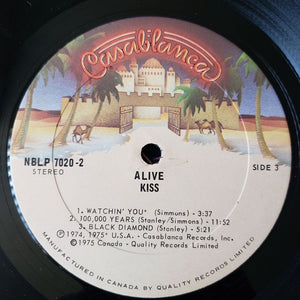 Casablanca
NBLP 7020-2
STEREO
SIDE 3
ALIVE
KISS
1. WATCHIN' YOU* (Simmons) - 3:37
2. 100,000 YEARS (Stanley/Simmons) - 11:52
3. BLACK DIAMOND (Stanley) - 5:21
℗ 1974, 1975* U.S.A. - Casablanca Records, Inc.
©1975 Canada - Quality Records Limited
MANUFACTURED IN CANADA BY QUALITY RECORDS LIMITED